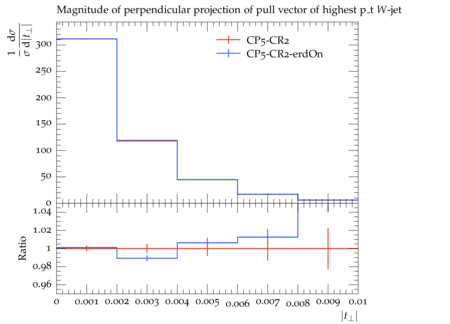 Magnitude of perpendicular projection of pull vector of highest p_t W-jet
1/σ dσ/d|t⊥|
CP5-CR2
CP5-CR2-erdOn
300
250
200
150
100
50
0
Ratio
1.04
1.02
1
0.98
0.96
0 0.001 0.002 0.003 0.004 0.005 0.006 0.007 0.008 0.009 0.01
|t⊥|